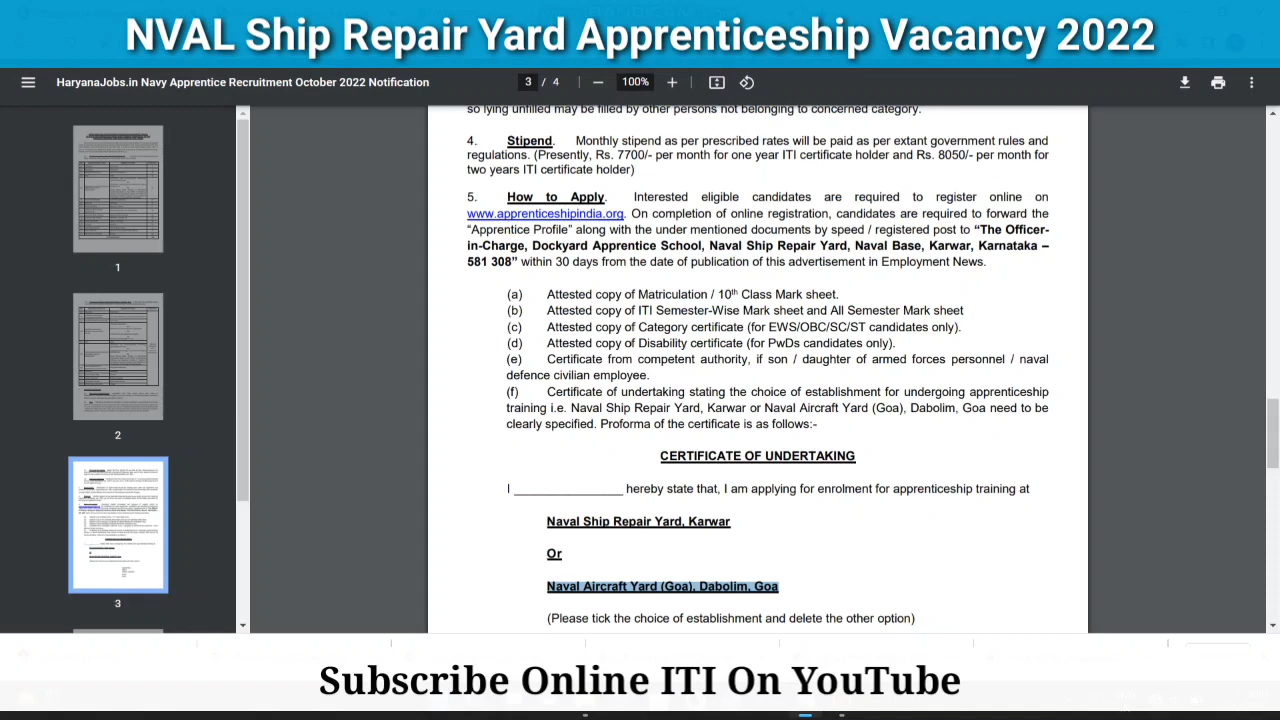 NVAL Ship Repair Yard Apprenticeship Vacancy 2022
HaryanaJobs.in Navy Apprentice Recruitment October 2022 Notification
3 / 4
100%
so lying unfilled may be filled by other persons not belonging to concerned category.
4. Stipend. Monthly stipend as per prescribed rates will be paid as per extant government rules and
regulations. (Presently, Rs. 7700/- per month for one year ITI certificate holder and Rs. 8050/- per month for
two years ITI certificate holder)
5. How to Apply. Interested eligible candidates are required to register online on
www.apprenticeshipindia.org. On completion of online registration, candidates are required to forward the
“Apprentice Profile” along with the under mentioned documents by speed / registered post to “The Officer-
in-Charge, Dockyard Apprentice School, Naval Ship Repair Yard, Naval Base, Karwar, Karnataka –
581 308” within 30 days from the date of publication of this advertisement in Employment News.
(a) Attested copy of Matriculation / 10th Class Mark sheet.
(b) Attested copy of ITI Semester-Wise Mark sheet and All Semester Mark sheet
(c) Attested copy of Category certificate (for EWS/OBC/SC/ST candidates only).
(d) Attested copy of Disability certificate (for PwDs candidates only).
(e) Certificate from competent authority, if son / daughter of armed forces personnel / naval
defence civilian employee.
(f) Certificate of undertaking stating the choice of establishment for undergoing apprenticeship
training i.e. Naval Ship Repair Yard, Karwar or Naval Aircraft Yard (Goa), Dabolim, Goa need to be
clearly specified. Proforma of the certificate is as follows:-
CERTIFICATE OF UNDERTAKING
I ________________ hereby state that, I am applying for enrolment for apprenticeship training at
Naval Ship Repair Yard, Karwar
Or
Naval Aircraft Yard (Goa), Dabolim, Goa
(Please tick the choice of establishment and delete the other option)
1
2
3
Subscribe Online ITI On YouTube